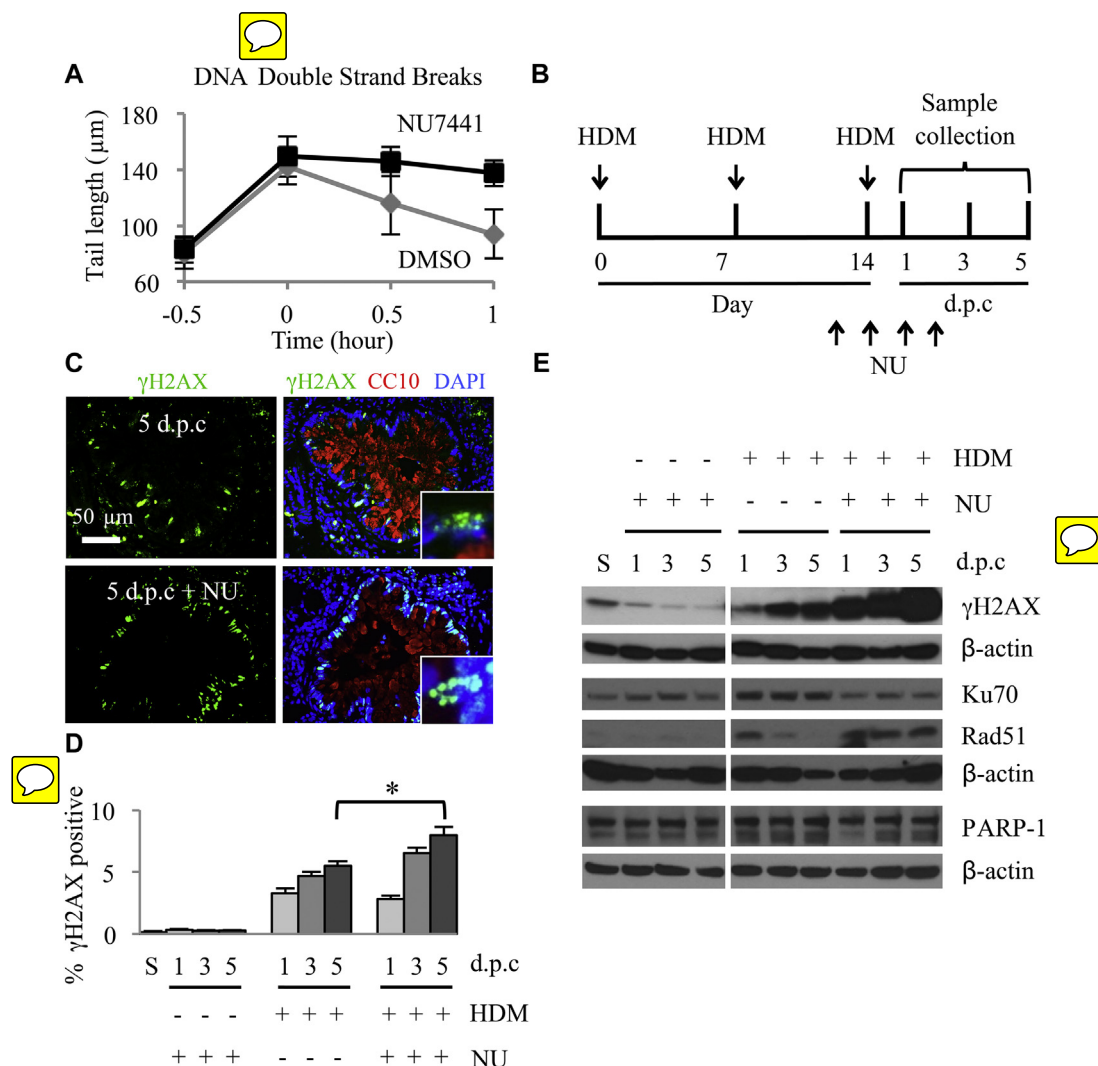 A
DNA Double Strand Breaks
Tail length (µm)
180
140
100
60
NU7441
DMSO
-0.5 0 0.5 1
Time (hour)
B
HDM HDM HDM
Sample
collection
0 7 14 1 3 5
Day d.p.c
NU
C
γH2AX γH2AX CC10 DAPI
5 d.p.c
50 µm
5 d.p.c + NU
D
% γH2AX positive
10
5
0
*
S 1 3 5 1 3 5 1 3 5 d.p.c
- - - + + + + + + HDM
+ + + - - - + + + NU
E
- - - + + + + + + HDM
+ + + - - - + + + NU
S 1 3 5 1 3 5 1 3 5 d.p.c
γH2AX
β-actin
Ku70
Rad51
β-actin
PARP-1
β-actin